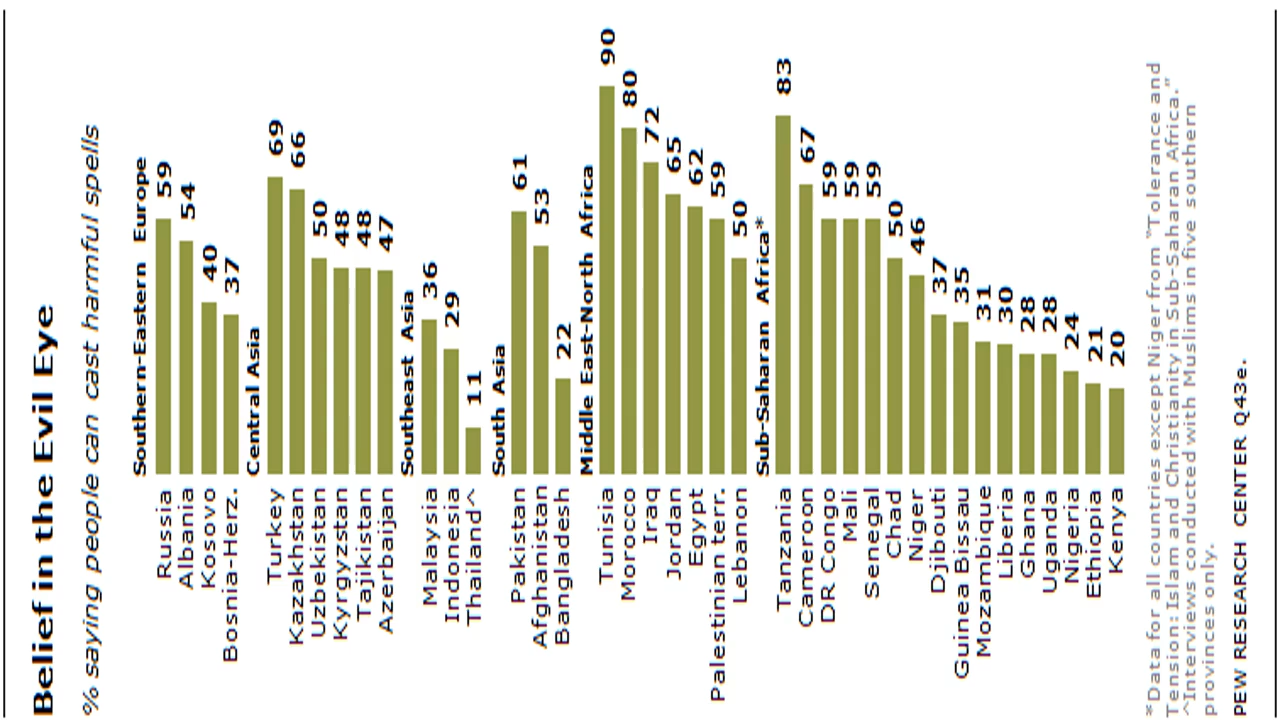 Belief in the Evil Eye
% saying people can cast harmful spells
Southern-Eastern Europe
Russia 59
Albania 54
Kosovo 40
Bosnia-Herz. 37
Central Asia
Turkey 69
Kazakhstan 66
Uzbekistan 50
Kyrgyzstan 48
Tajikistan 48
Azerbaijan 47
Southeast Asia
Malaysia 36
Indonesia 29
Thailand^ 11
South Asia
Pakistan 61
Afghanistan 53
Bangladesh 22
Middle East-North Africa
Tunisia 90
Morocco 80
Iraq 72
Jordan 65
Egypt 62
Palestinian terr. 59
Lebanon 50
Sub-Saharan Africa*
Tanzania 83
Cameroon 67
DR Congo 59
Mali 59
Senegal 59
Chad 50
Niger 46
Djibouti 37
Guinea Bissau 35
Mozambique 31
Liberia 30
Ghana 28
Uganda 28
Nigeria 24
Ethiopia 21
Kenya 20
*Data for all countries except Niger from "Tolerance and
Tension: Islam and Christianity in Sub-Saharan Africa."
^Interviews conducted with Muslims in five southern
provinces only.
PEW RESEARCH CENTER Q43e.